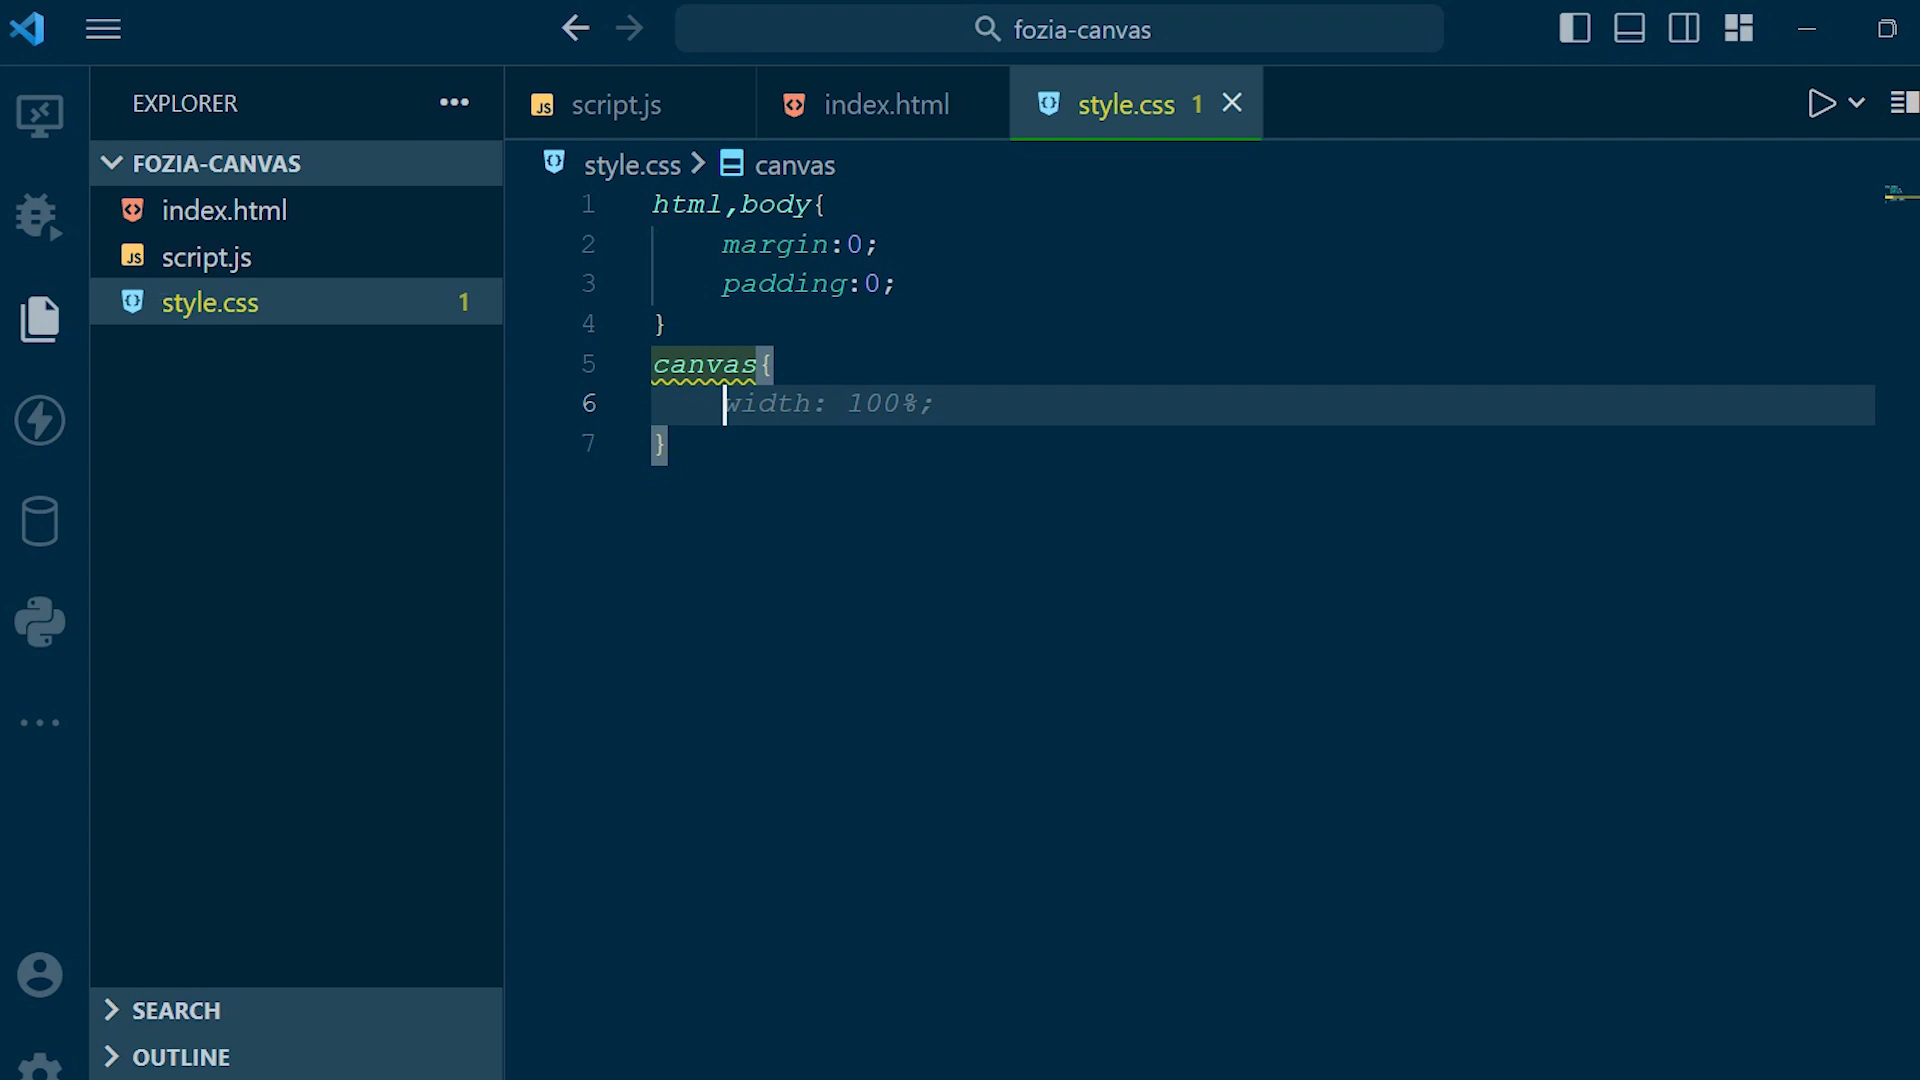 fozia-canvas
EXPLORER
FOZIA-CANVAS
index.html
script.js
style.css 1
SEARCH
OUTLINE
script.js
index.html
style.css 1
style.css > canvas
1 html,body{
2 margin:0;
3 padding:0;
4 }
5 canvas{
6 width: 100%;
7 }